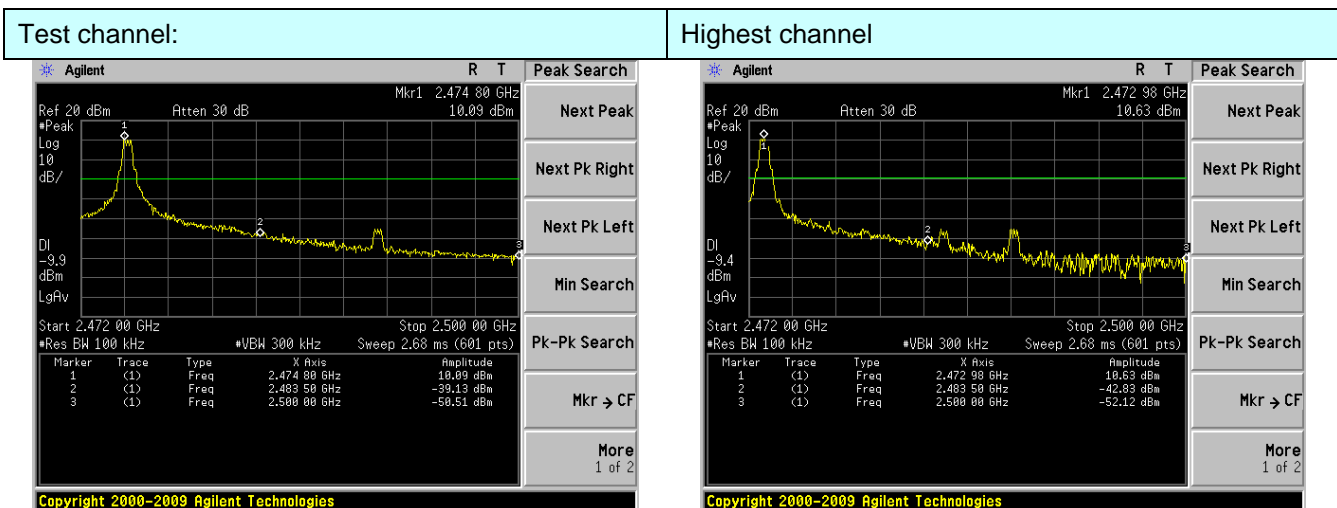 Test channel:
Highest channel
Agilent R T Peak Search
Mkr1 2.474 80 GHz
Ref 20 dBm Atten 30 dB 10.09 dBm
#Peak
Log
10
dB/
1
2
3
DI
-9.9
dBm
LgAv
Start 2.472 00 GHz Stop 2.500 00 GHz
#Res BW 100 kHz #VBW 300 kHz Sweep 2.68 ms (601 pts)
Marker Trace Type X Axis Amplitude
1 (1) Freq 2.474 80 GHz 10.09 dBm
2 (1) Freq 2.483 50 GHz -39.13 dBm
3 (1) Freq 2.500 00 GHz -50.51 dBm
Next Peak
Next Pk Right
Next Pk Left
Min Search
Pk-Pk Search
Mkr → CF
More
1 of 2
Copyright 2000-2009 Agilent Technologies
Agilent R T Peak Search
Mkr1 2.472 98 GHz
Ref 20 dBm Atten 30 dB 10.63 dBm
#Peak
Log
10
dB/
1
2
3
DI
-9.4
dBm
LgAv
Start 2.472 00 GHz Stop 2.500 00 GHz
#Res BW 100 kHz #VBW 300 kHz Sweep 2.68 ms (601 pts)
Marker Trace Type X Axis Amplitude
1 (1) Freq 2.472 98 GHz 10.63 dBm
2 (1) Freq 2.483 50 GHz -42.83 dBm
3 (1) Freq 2.500 00 GHz -52.12 dBm
Next Peak
Next Pk Right
Next Pk Left
Min Search
Pk-Pk Search
Mkr → CF
More
1 of 2
Copyright 2000-2009 Agilent Technologies